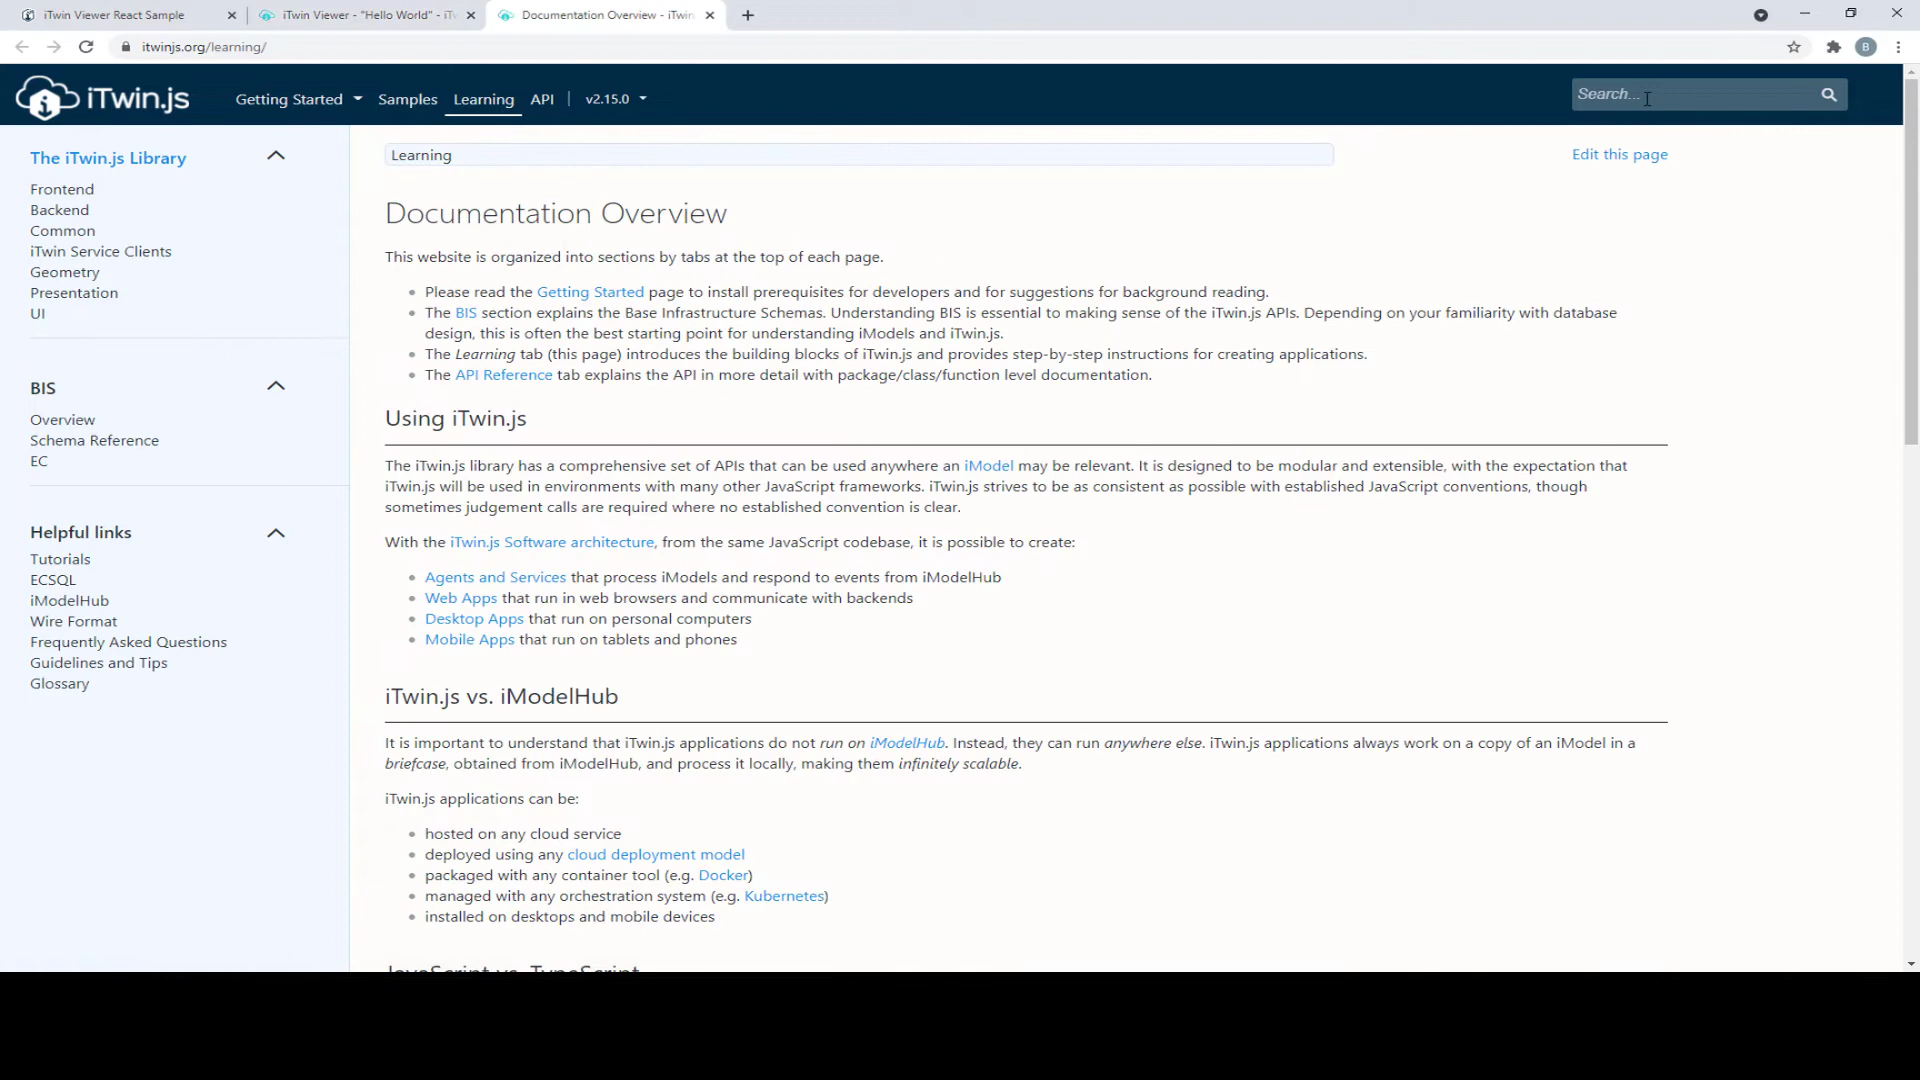 iTwin Viewer React Sample
iTwin Viewer - "Hello World" - iT
Documentation Overview - iTwin
itwinjs.org/learning/
B
iTwin.js
Getting Started
Samples
Learning
API
v2.15.0
Search...
The iTwin.js Library
Frontend
Backend
Common
iTwin Service Clients
Geometry
Presentation
UI
BIS
Overview
Schema Reference
EC
Helpful links
Tutorials
ECSQL
iModelHub
Wire Format
Frequently Asked Questions
Guidelines and Tips
Glossary
Learning
Edit this page
Documentation Overview
This website is organized into sections by tabs at the top of each page.
Please read the Getting Started page to install prerequisites for developers and for suggestions for background reading.
The BIS section explains the Base Infrastructure Schemas. Understanding BIS is essential to making sense of the iTwin.js APIs. Depending on your familiarity with database
design, this is often the best starting point for understanding iModels and iTwin.js.
The Learning tab (this page) introduces the building blocks of iTwin.js and provides step-by-step instructions for creating applications.
The API Reference tab explains the API in more detail with package/class/function level documentation.
Using iTwin.js
The iTwin.js library has a comprehensive set of APIs that can be used anywhere an iModel may be relevant. It is designed to be modular and extensible, with the expectation that
iTwin.js will be used in environments with many other JavaScript frameworks. iTwin.js strives to be as consistent as possible with established JavaScript conventions, though
sometimes judgement calls are required where no established convention is clear.
With the iTwin.js Software architecture, from the same JavaScript codebase, it is possible to create:
Agents and Services that process iModels and respond to events from iModelHub
Web Apps that run in web browsers and communicate with backends
Desktop Apps that run on personal computers
Mobile Apps that run on tablets and phones
iTwin.js vs. iModelHub
It is important to understand that iTwin.js applications do not run on iModelHub. Instead, they can run anywhere else. iTwin.js applications always work on a copy of an iModel in a
briefcase, obtained from iModelHub, and process it locally, making them infinitely scalable.
iTwin.js applications can be:
hosted on any cloud service
deployed using any cloud deployment model
packaged with any container tool (e.g. Docker)
managed with any orchestration system (e.g. Kubernetes)
installed on desktops and mobile devices
JavaScript vs. TypeScript